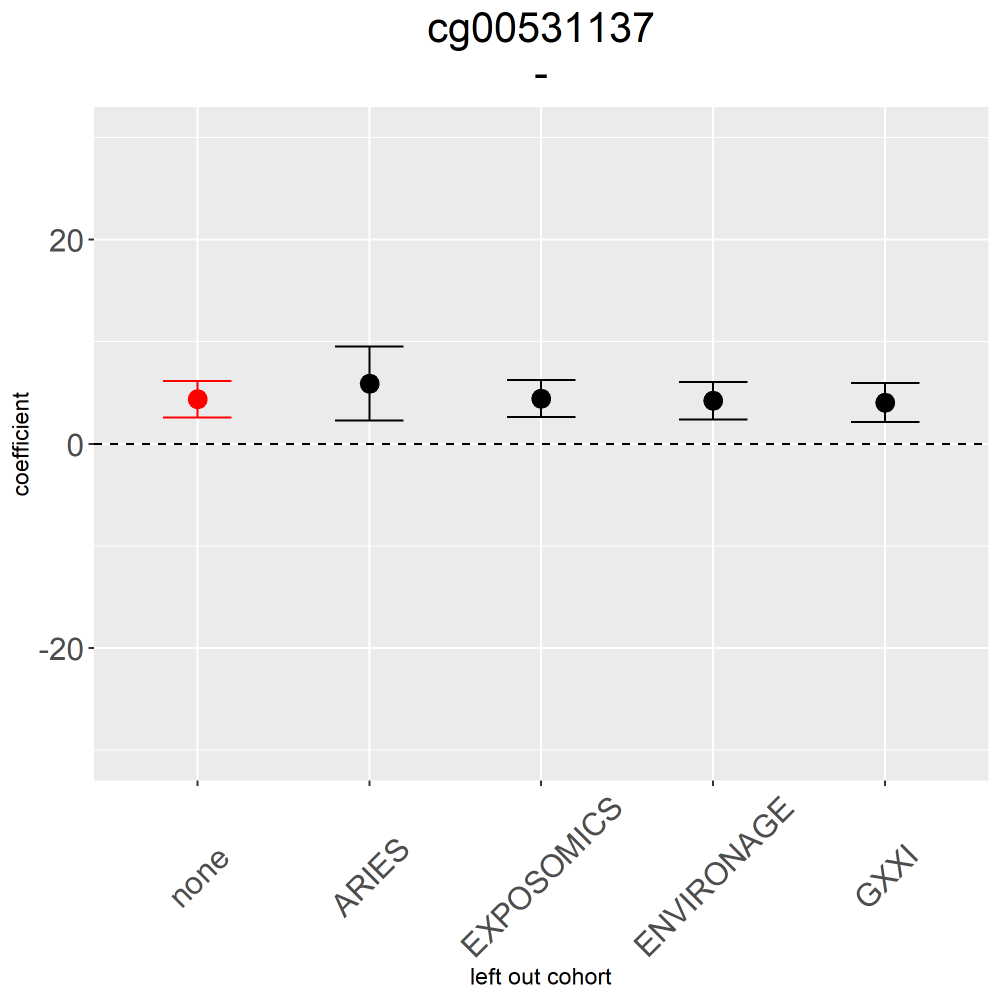 cg00531137
-
20
0
-20
coefficient
none
ARIES
EXPOSOMICS
ENVIRONAGE
GXXI
left out cohort